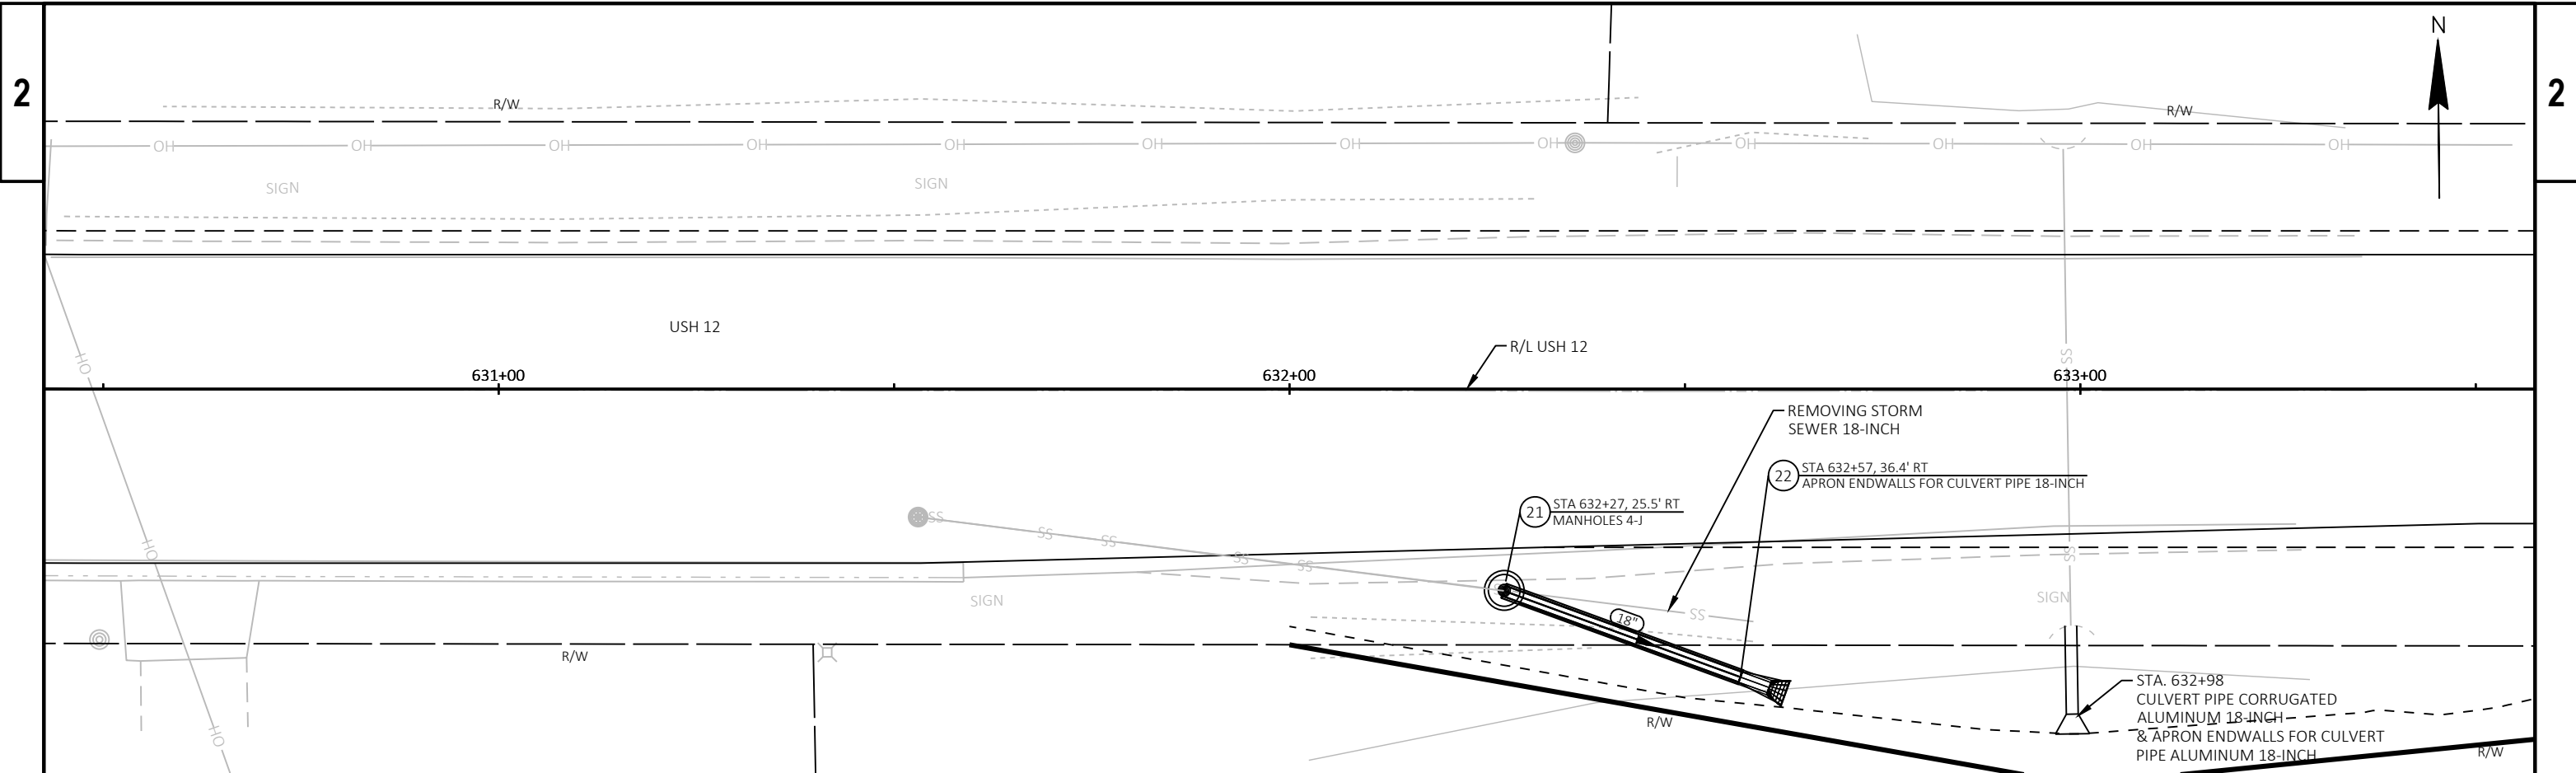 N
2
2
R/W
R/W
OH OH OH OH OH OH OH OH OH OH OH OH
SIGN
SIGN
USH 12
R/L USH 12
OH
SS
631+00
632+00
633+00
REMOVING STORM
SEWER 18-INCH
22
STA 632+57, 36.4' RT
APRON ENDWALLS FOR CULVERT PIPE 18-INCH
21
STA 632+27, 25.5' RT
MANHOLES 4-J
SS SS SS SS SS
OH
SS
SIGN
SIGN
SS
18"
R/W
STA. 632+98
CULVERT PIPE CORRUGATED
ALUMINUM 18-INCH
& APRON ENDWALLS FOR CULVERT
PIPE ALUMINUM 18-INCH
R/W
OH
R/W